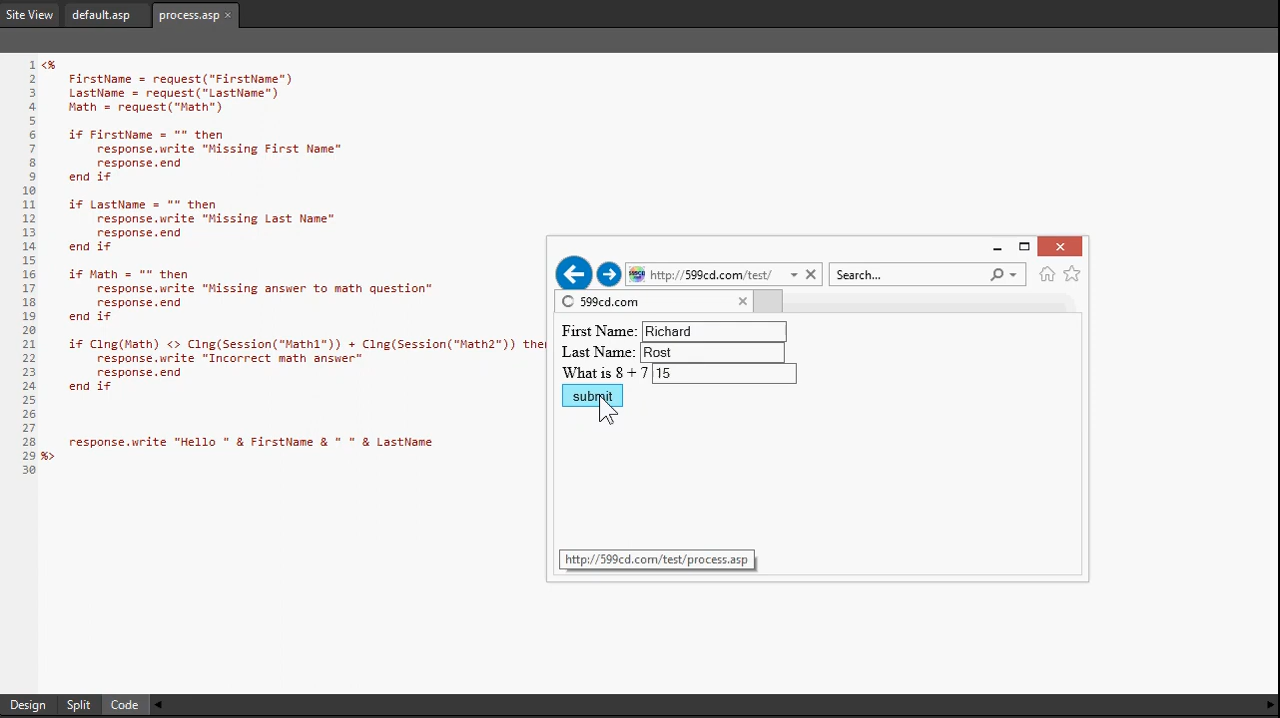 Site View default.asp process.asp ×
1 <%
2 FirstName = request("FirstName")
3 LastName = request("LastName")
4 Math = request("Math")
5
6 if FirstName = "" then
7 response.write "Missing First Name"
8 response.end
9 end if
10
11 if LastName = "" then
12 response.write "Missing Last Name"
13 response.end
14 end if
15
16 if Math = "" then
17 response.write "Missing answer to math question"
18 response.end
19 end if
20
21 if Clng(Math) <> Clng(Session("Math1")) + Clng(Session("Math2")) then
22 response.write "Incorrect math answer"
23 response.end
24 end if
25
26
27
28 response.write "Hello " & FirstName & " " & LastName
29 %>
30
http://599cd.com/test/ Search...
599cd.com
First Name: Richard
Last Name: Rost
What is 8 + 7 15
submit
http://599cd.com/test/process.asp
Design Split Code